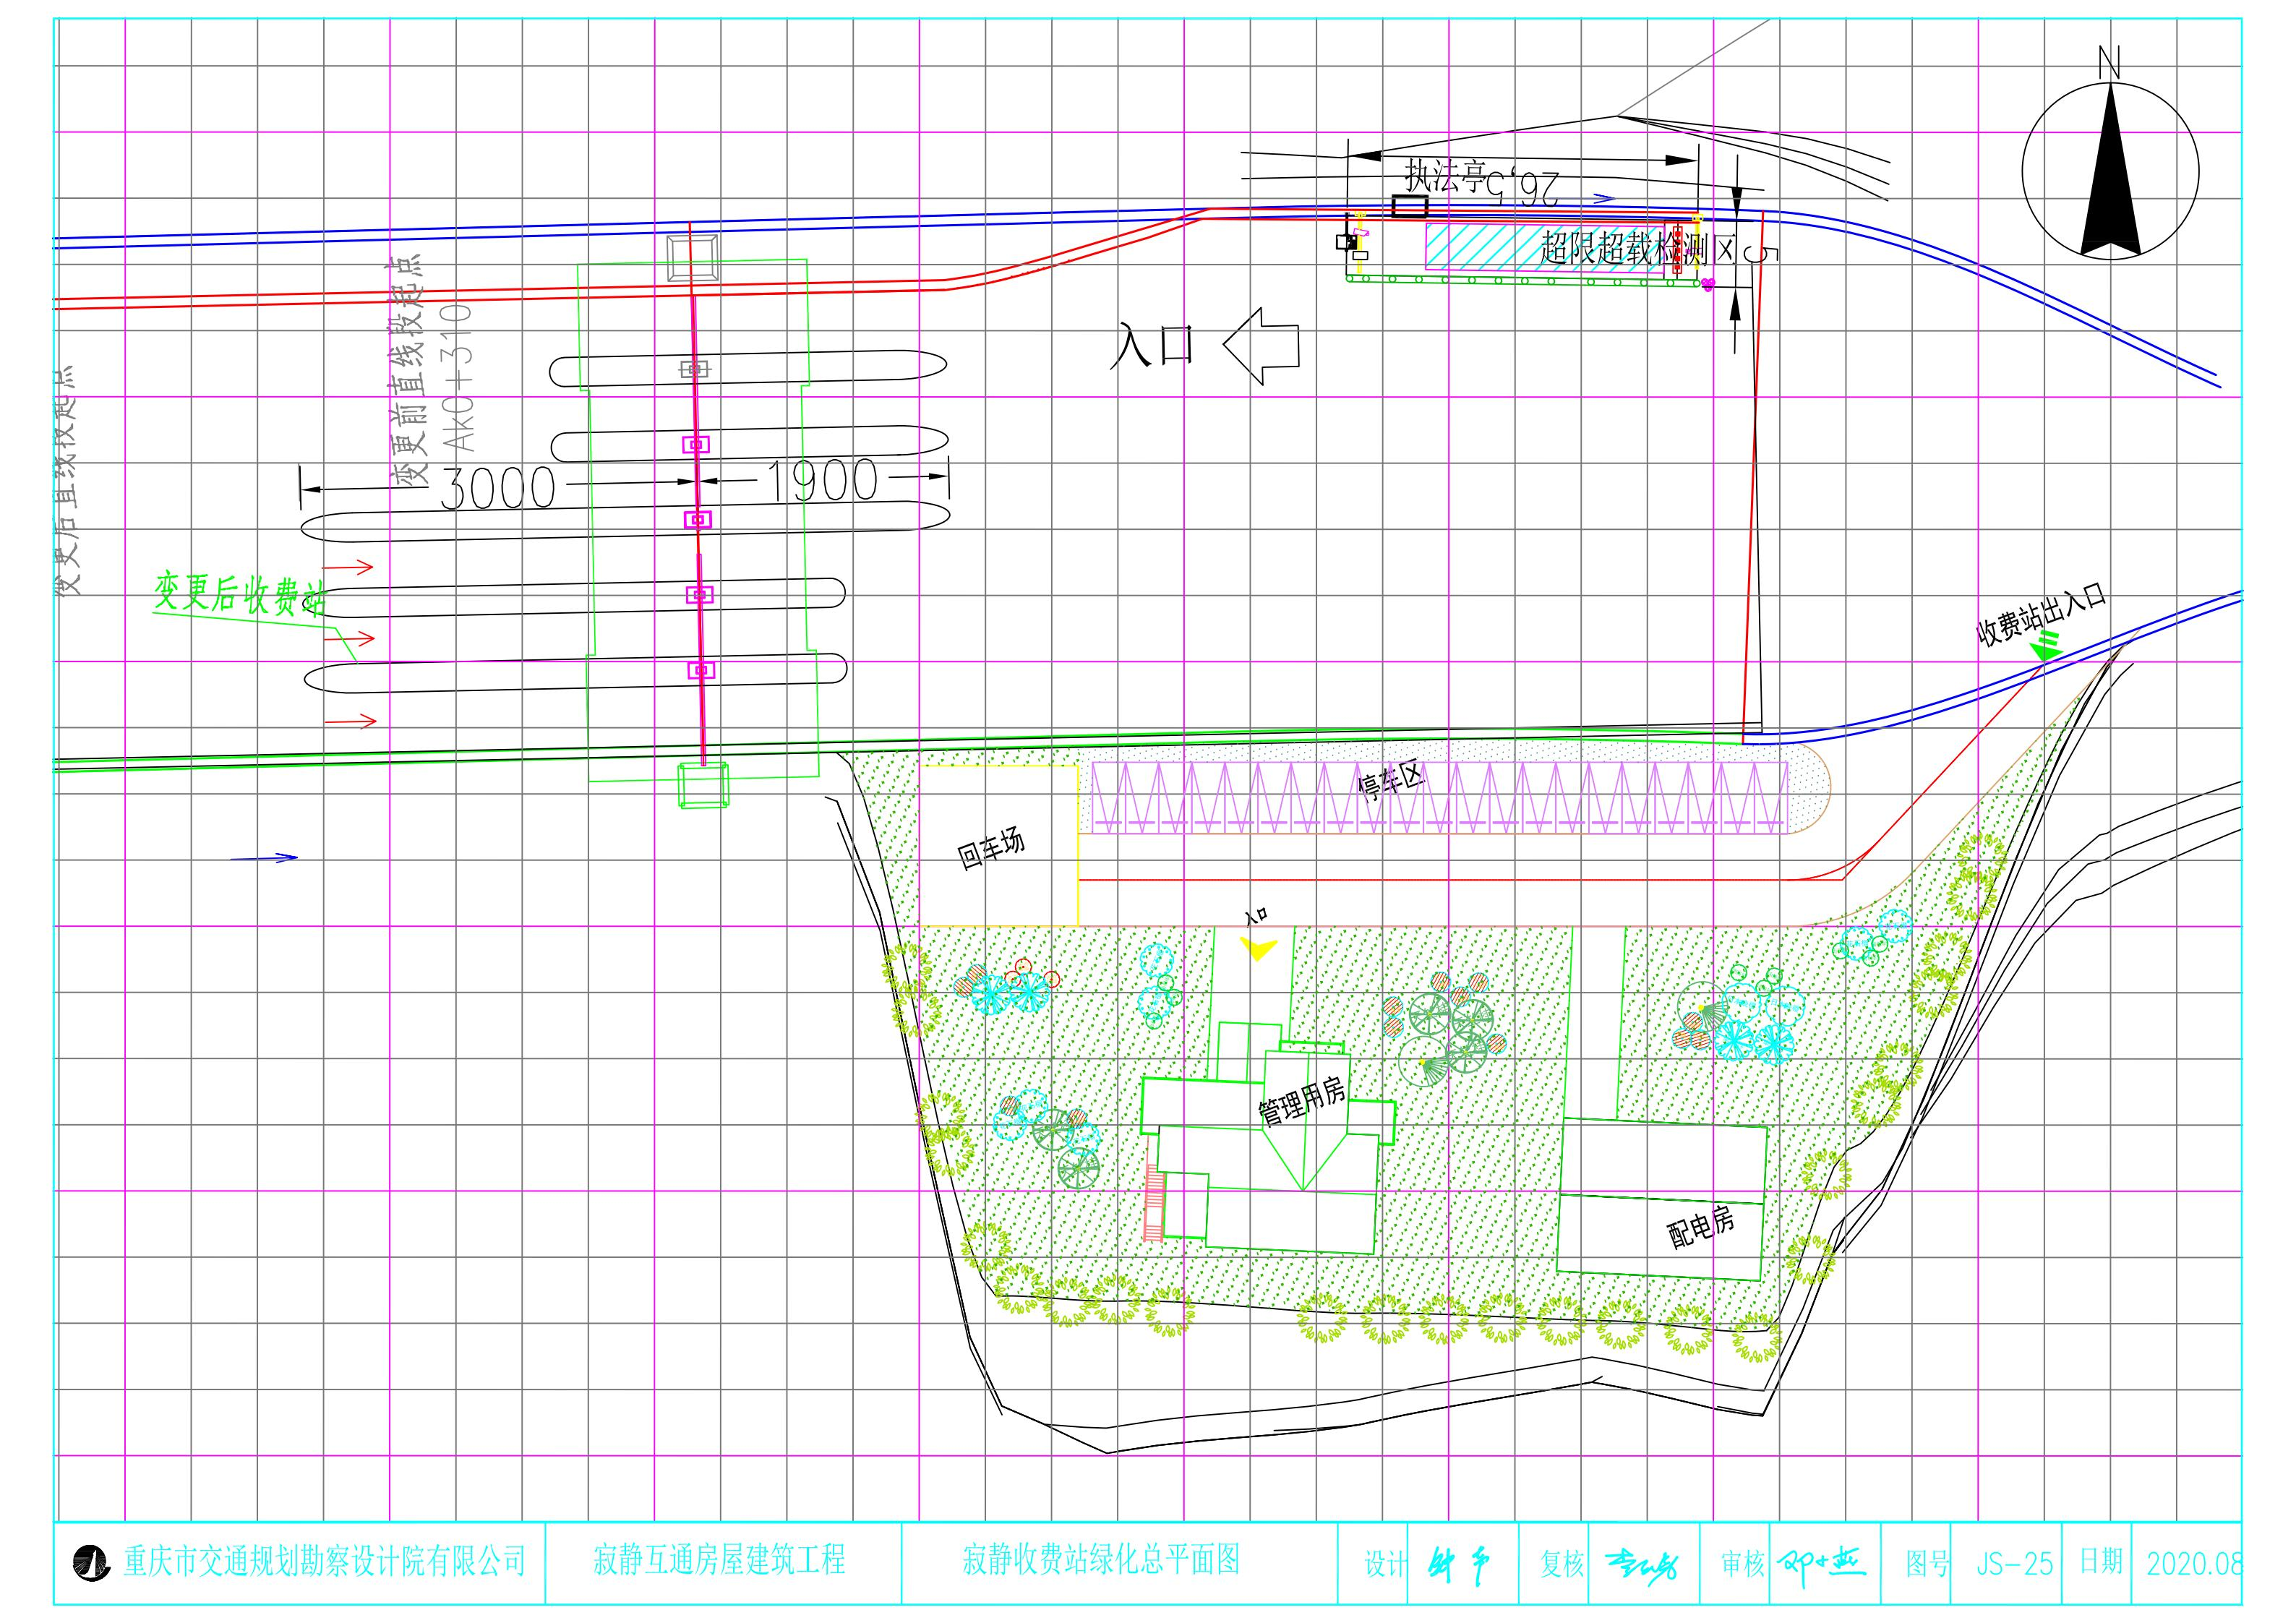 N
执法亭
26.5
超限超载检测区
5
入口
变更前直线段起点
AK0+310
变更后直线段起点
3000
1900
变更后收费站
收费站出入口
停车区
回车场
入口
管理用房
配电房
重庆市交通规划勘察设计院有限公司
寂静互通房屋建筑工程
寂静收费站绿化总平面图
设计
复核
审核
图号
JS-25
日期
2020.08